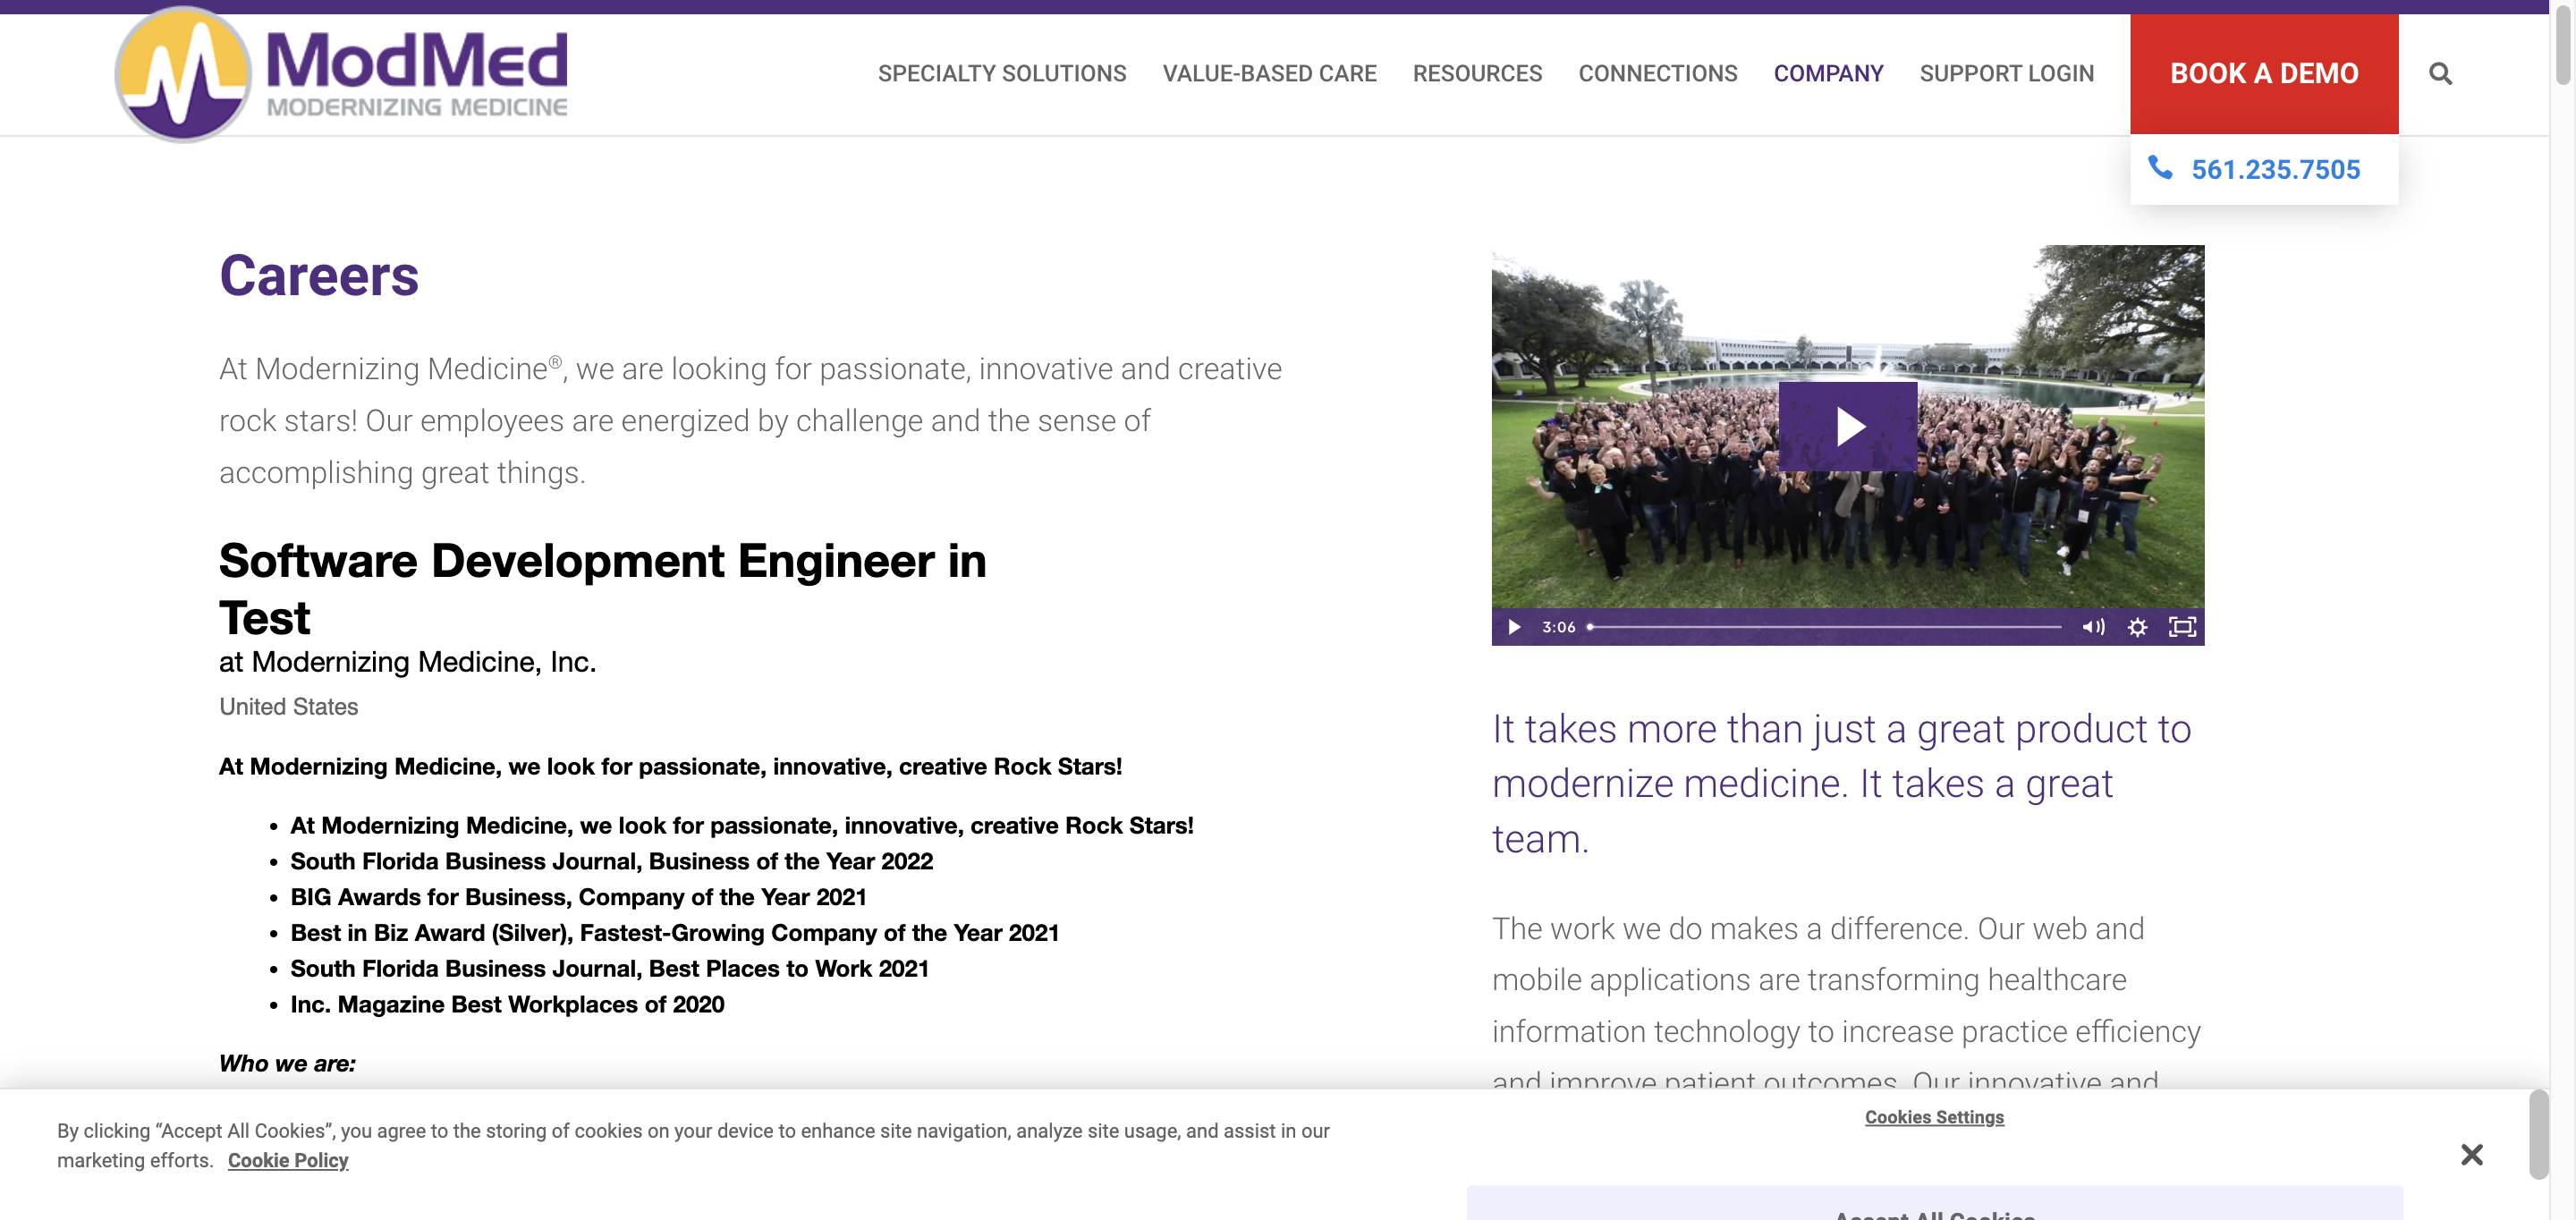 ModMed
MODERNIZING MEDICINE
SPECIALTY SOLUTIONS
VALUE-BASED CARE
RESOURCES
CONNECTIONS
COMPANY
SUPPORT LOGIN
BOOK A DEMO
561.235.7505
Careers
At Modernizing Medicine®, we are looking for passionate, innovative and creative
rock stars! Our employees are energized by challenge and the sense of
accomplishing great things.
Software Development Engineer in
Test
at Modernizing Medicine, Inc.
United States
At Modernizing Medicine, we look for passionate, innovative, creative Rock Stars!
• At Modernizing Medicine, we look for passionate, innovative, creative Rock Stars!
• South Florida Business Journal, Business of the Year 2022
• BIG Awards for Business, Company of the Year 2021
• Best in Biz Award (Silver), Fastest-Growing Company of the Year 2021
• South Florida Business Journal, Best Places to Work 2021
• Inc. Magazine Best Workplaces of 2020
Who we are:
3:06
It takes more than just a great product to
modernize medicine. It takes a great
team.
The work we do makes a difference. Our web and
mobile applications are transforming healthcare
information technology to increase practice efficiency
and improve patient outcomes. Our innovative and
By clicking “Accept All Cookies”, you agree to the storing of cookies on your device to enhance site navigation, analyze site usage, and assist in our
marketing efforts. Cookie Policy
Cookies Settings
Accept All Cookies